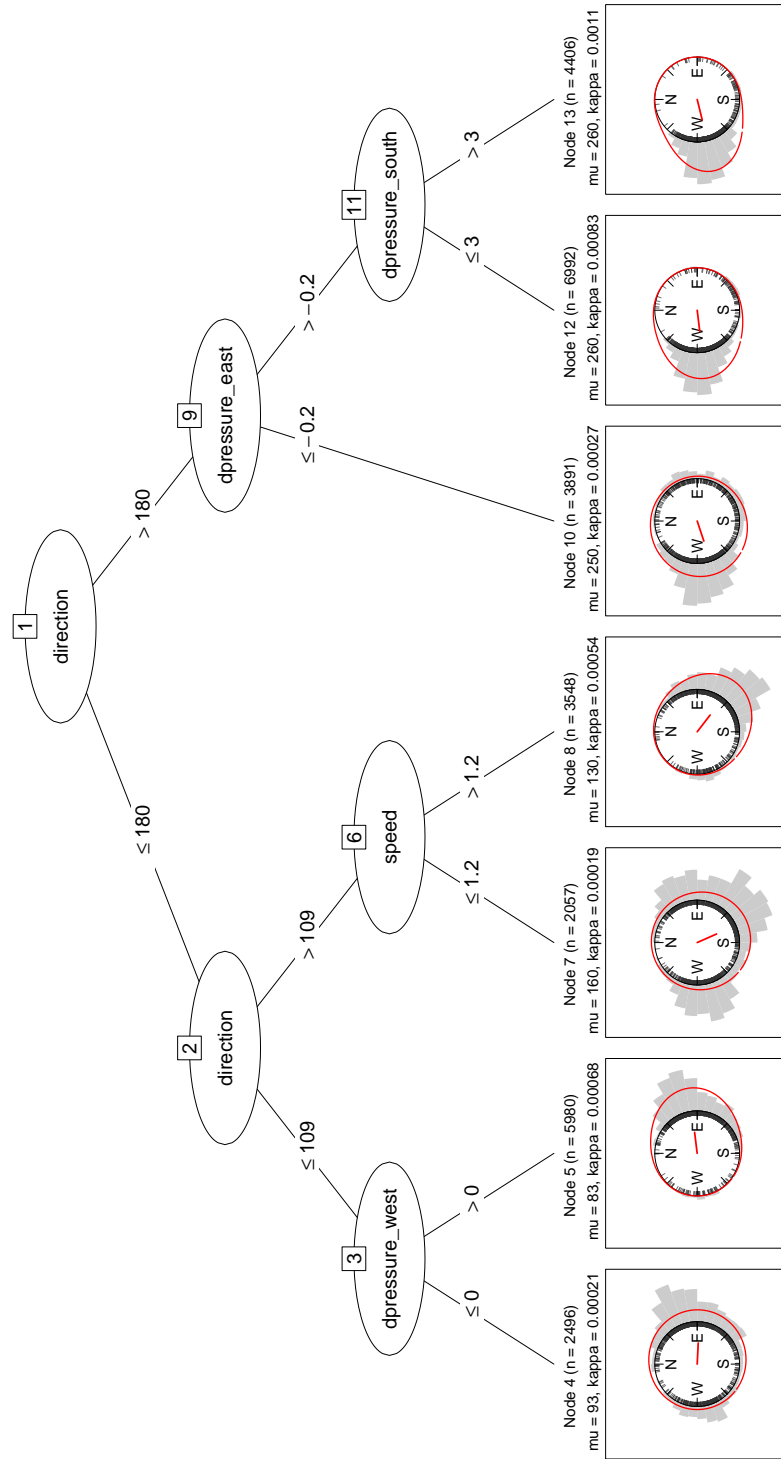 1
direction
≤ 180
> 180
2
direction
9
dpressure_east
≤ 109
> 109
≤ −0.2
> −0.2
3
dpressure_west
6
speed
11
dpressure_south
≤ 0
> 0
≤ 1.2
> 1.2
≤ 3
> 3
Node 4 (n = 2496)
mu = 93, kappa = 0.00021
N
E
S
W
Node 5 (n = 5980)
mu = 83, kappa = 0.00068
N
E
S
W
Node 7 (n = 2057)
mu = 160, kappa = 0.00019
N
E
S
W
Node 8 (n = 3548)
mu = 130, kappa = 0.00054
N
E
S
W
Node 10 (n = 3891)
mu = 250, kappa = 0.00027
N
E
S
W
Node 12 (n = 6992)
mu = 260, kappa = 0.00083
N
E
S
W
Node 13 (n = 4406)
mu = 260, kappa = 0.0011
N
E
S
W